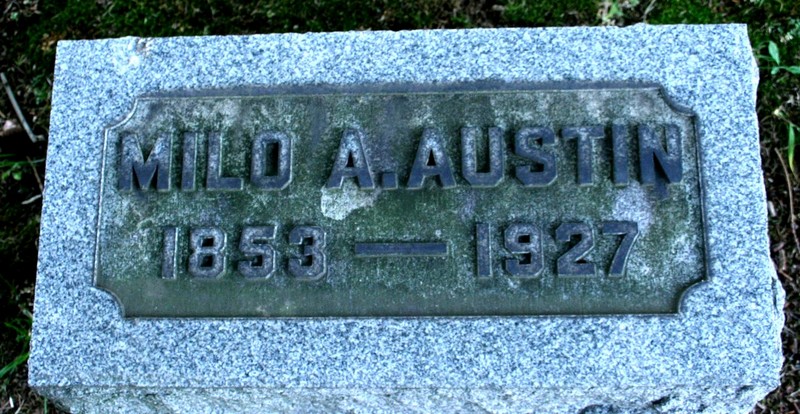 MILO A. AUSTIN
1853 — 1927